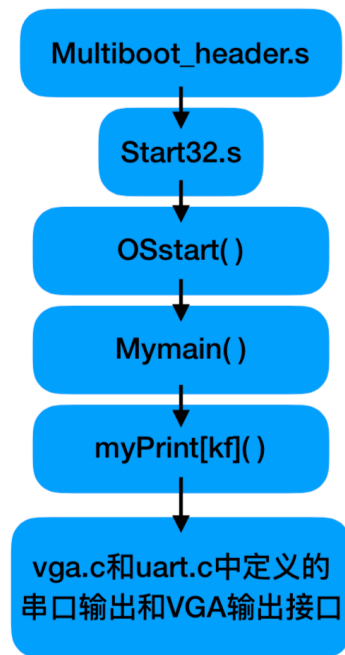 Multiboot_header.s
Start32.s
OSstart( )
Mymain( )
myPrint[kf]( )
vga.c和uart.c中定义的
串口输出和VGA输出接口